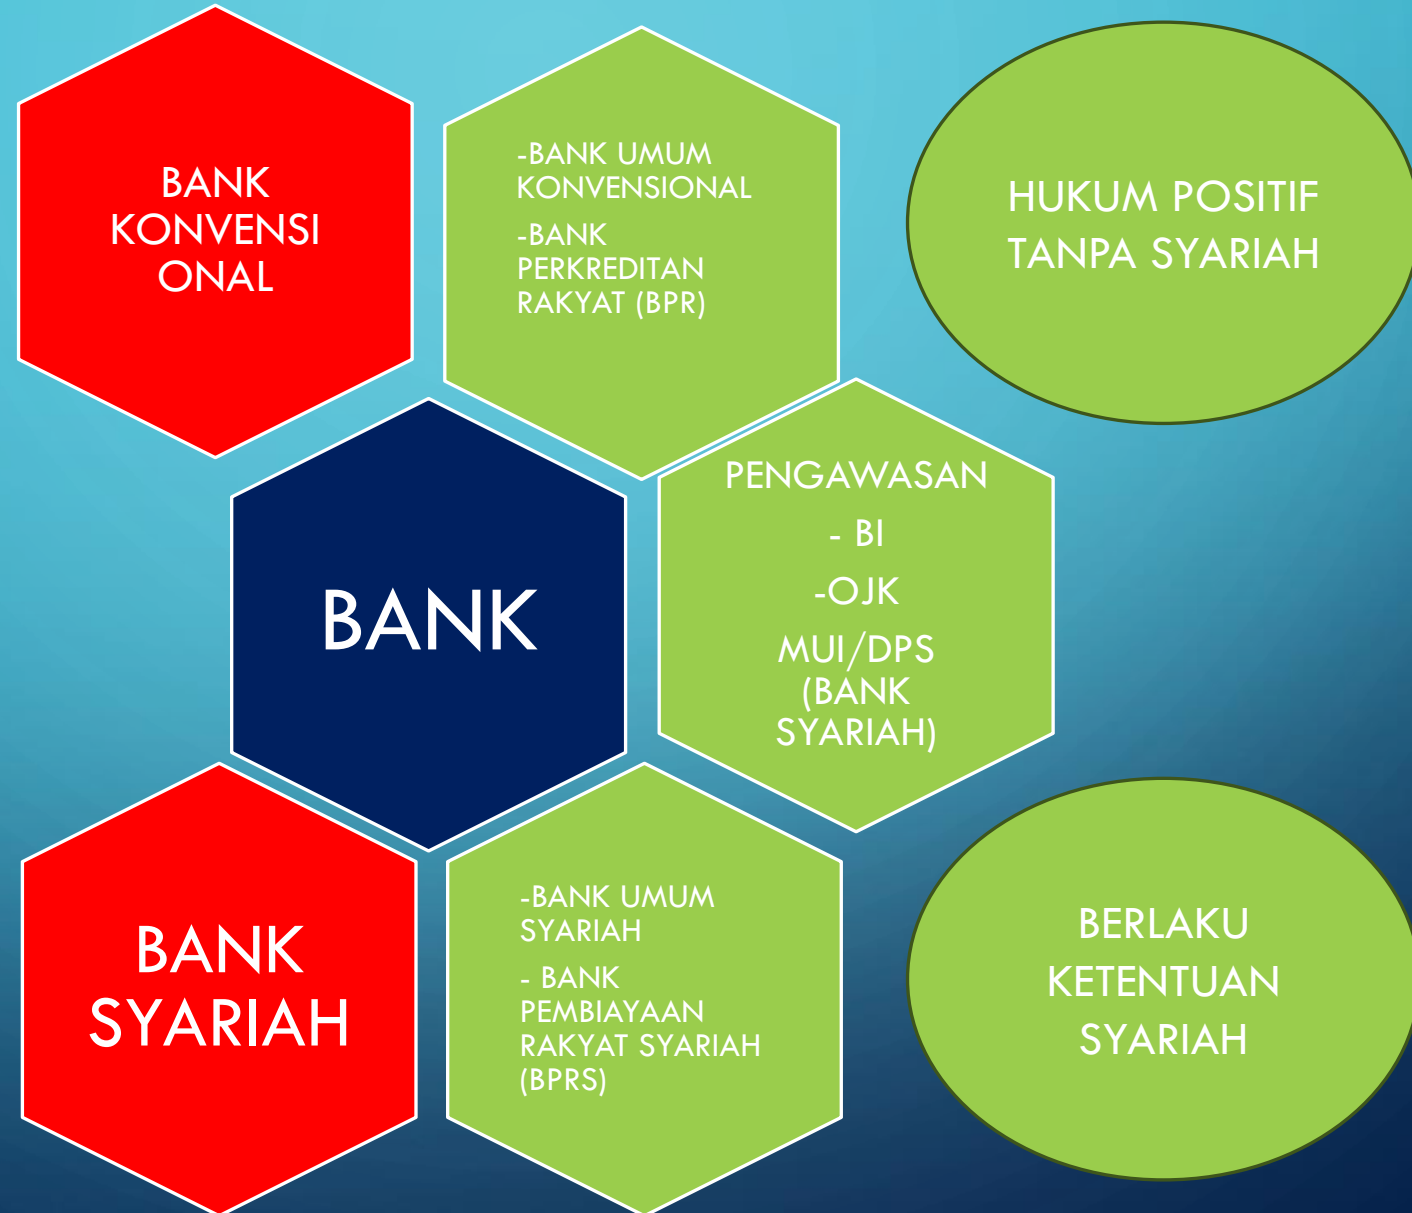 BANK
KONVENSI
ONAL
-BANK UMUM
KONVENSIONAL
-BANK
PERKREDITAN
RAKYAT (BPR)
HUKUM POSITIF
TANPA SYARIAH
BANK
PENGAWASAN
- BI
-OJK
MUI/DPS
(BANK
SYARIAH)
BANK
SYARIAH
-BANK UMUM
SYARIAH
- BANK
PEMBIAYAAN
RAKYAT SYARIAH
(BPRS)
BERLAKU
KETENTUAN
SYARIAH